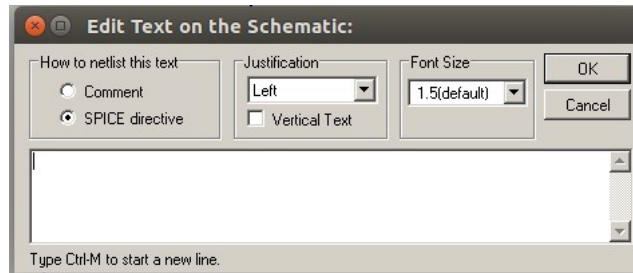 Edit Text on the Schematic:
How to netlist this text
Comment
SPICE directive
Justification
Left
Vertical Text
Font Size
1.5(default)
OK
Cancel
Type Ctrl-M to start a new line.